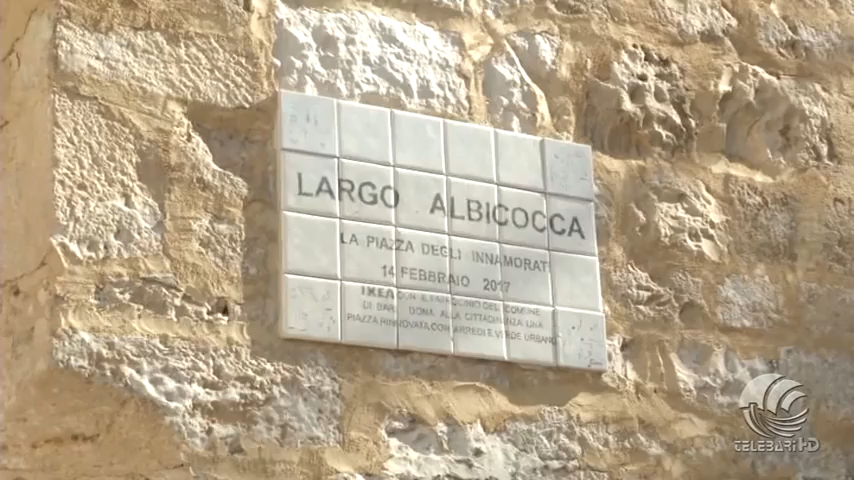 LARGO ALBICOCCA
LA PIAZZA DEGLI INNAMORATI
14 FEBBRAIO 2017
IKEA CON IL PATROCINIO DEL COMUNE
DI BARI, DONA ALLA CITTADINANZA UNA
PIAZZA RINNOVATA CON ARREDI E VERDE URBANO
TELEBARI HD